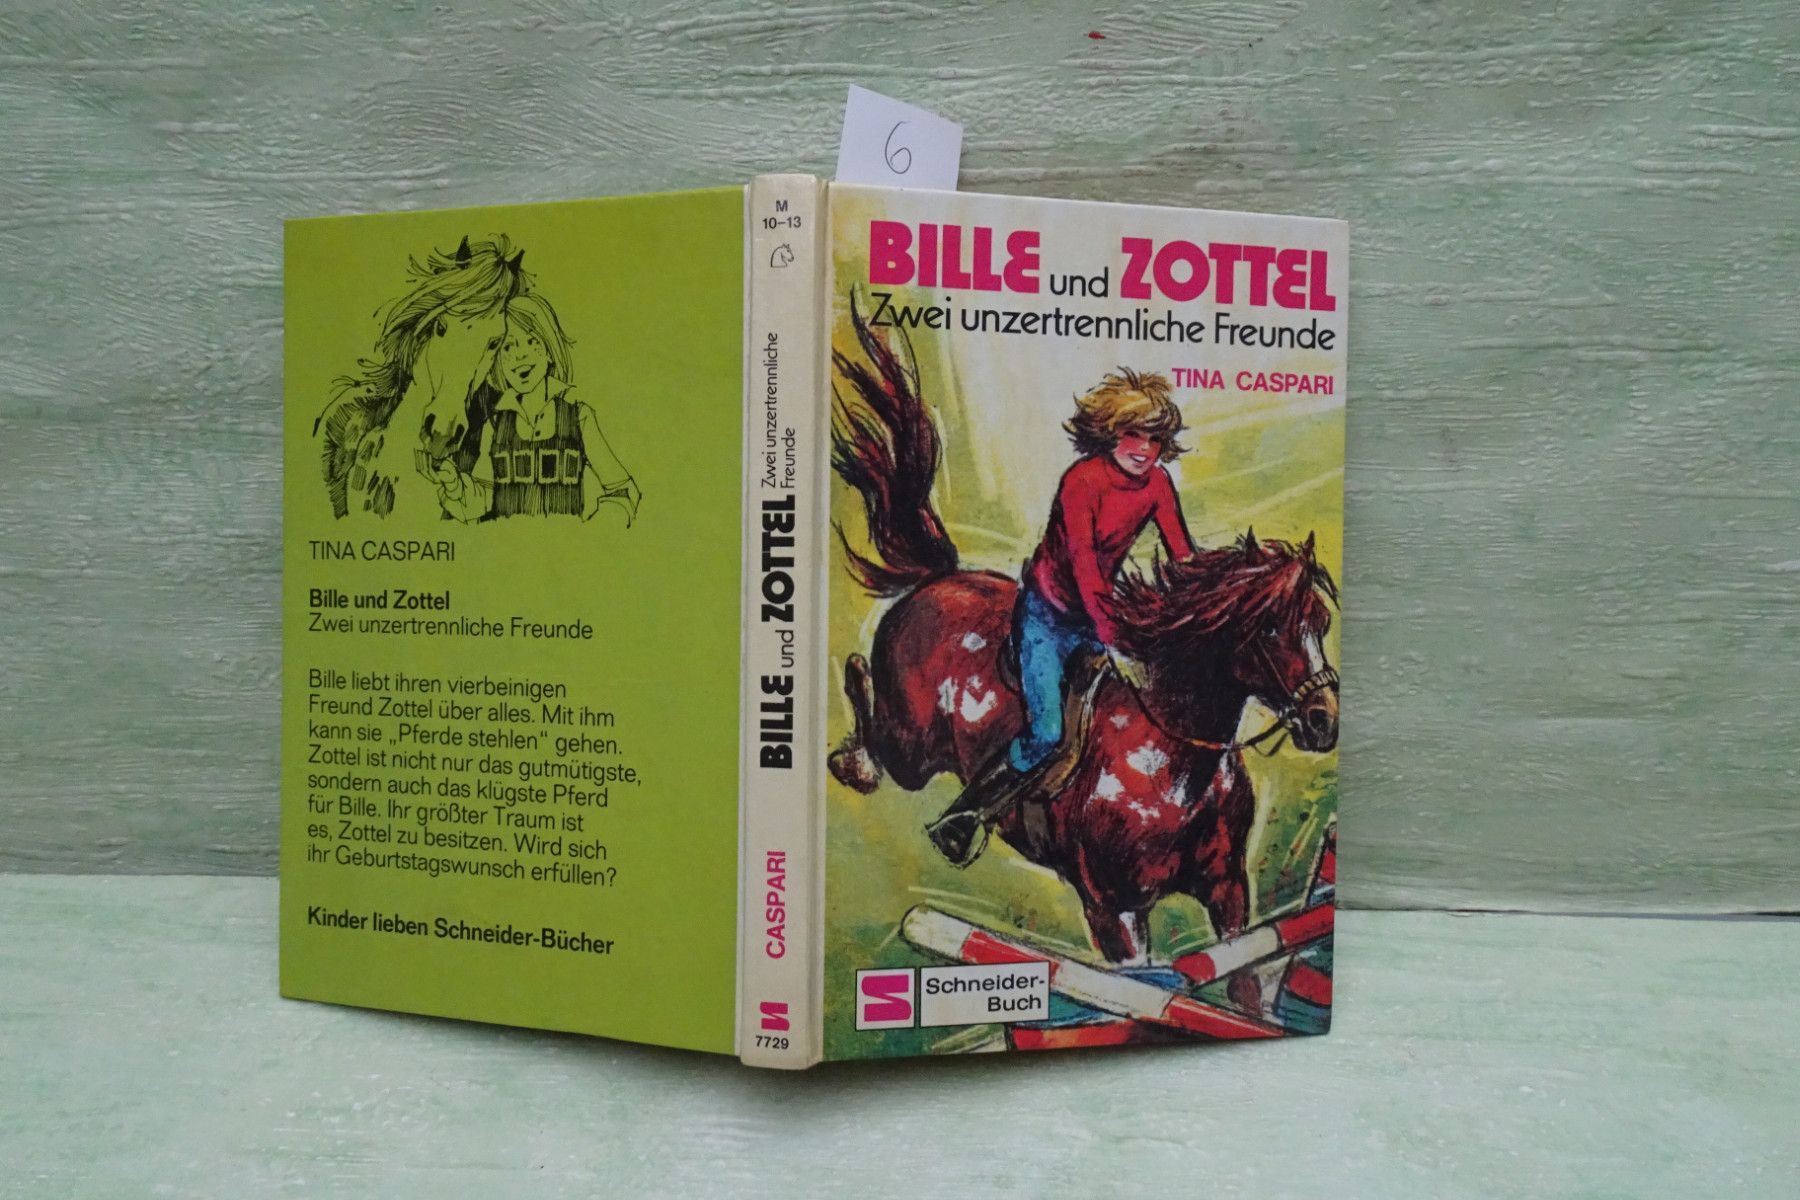 6
TINA CASPARI
Bille und Zottel
Zwei unzertrennliche Freunde
Bille liebt ihren vierbeinigen
Freund Zottel über alles. Mit ihm
kann sie „Pferde stehlen“ gehen.
Zottel ist nicht nur das gutmütigste,
sondern auch das klügste Pferd
für Bille. Ihr größter Traum ist
es, Zottel zu besitzen. Wird sich
ihr Geburtstagswunsch erfüllen?
Kinder lieben Schneider-Bücher
M
10–13
BILLE und ZOTTEL
Zwei unzertrennliche
Freunde
CASPARI
7729
BILLE und ZOTTEL
Zwei unzertrennliche Freunde
TINA CASPARI
Schneider-
Buch